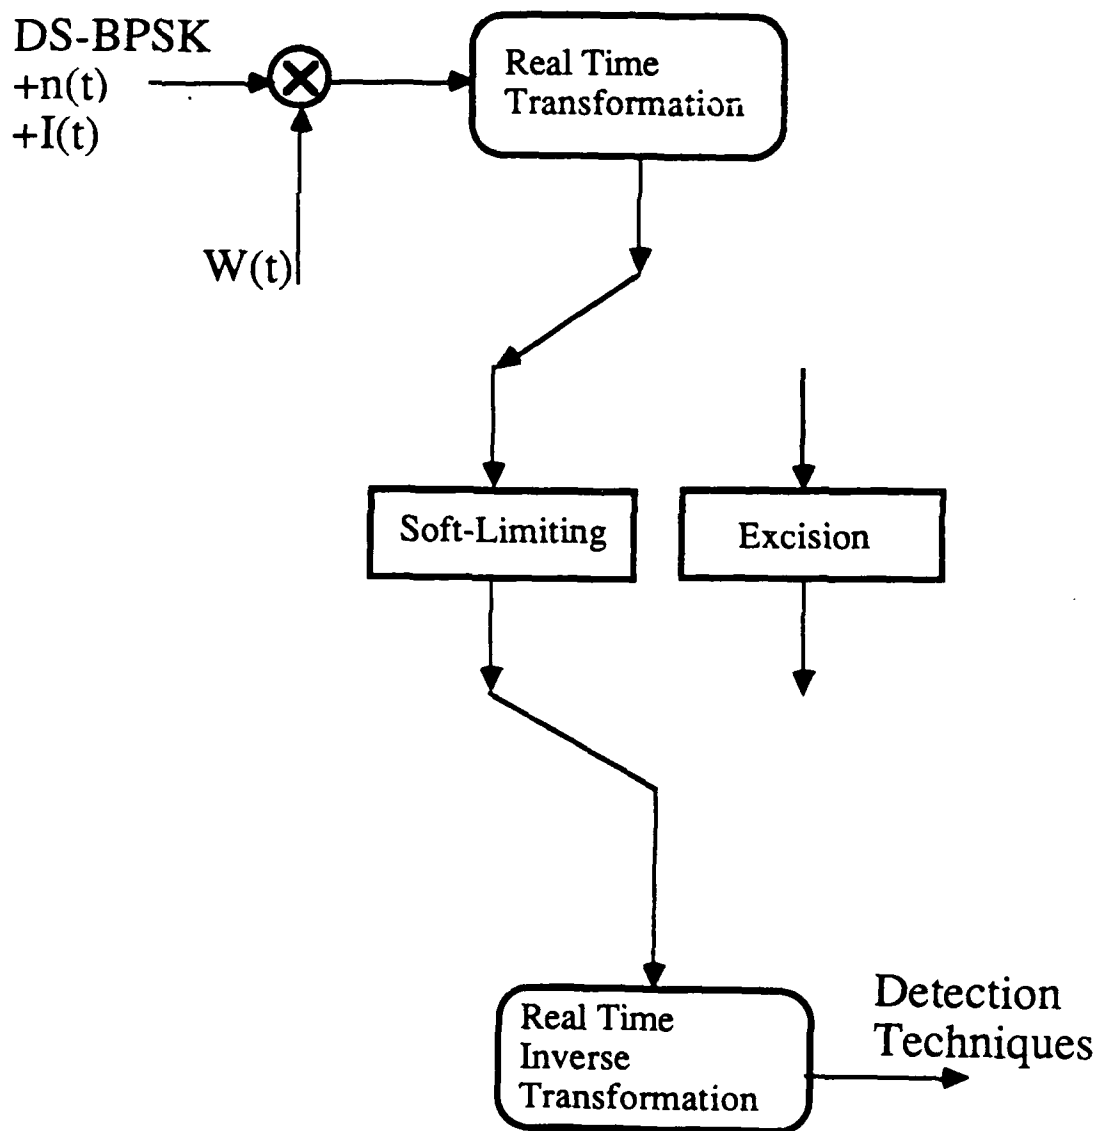 DS-BPSK
+n(t)
+I(t)
Real Time
Transformation
W(t)
Soft-Limiting
Excision
Real Time
Inverse
Transformation
Detection
Techniques